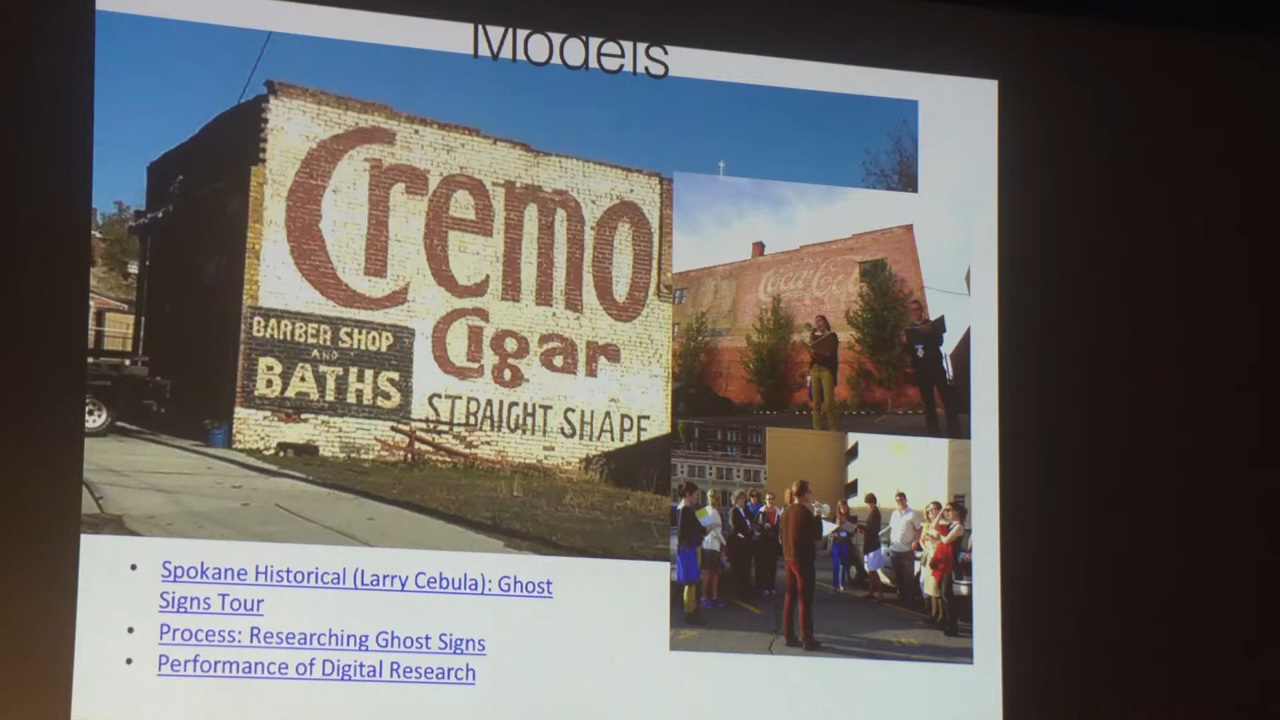 Models
Cremo
Cigar
BARBER SHOP
AND
BATHS
STRAIGHT SHAPE
Coca-Cola
• Spokane Historical (Larry Cebula): Ghost
Signs Tour
• Process: Researching Ghost Signs
• Performance of Digital Research